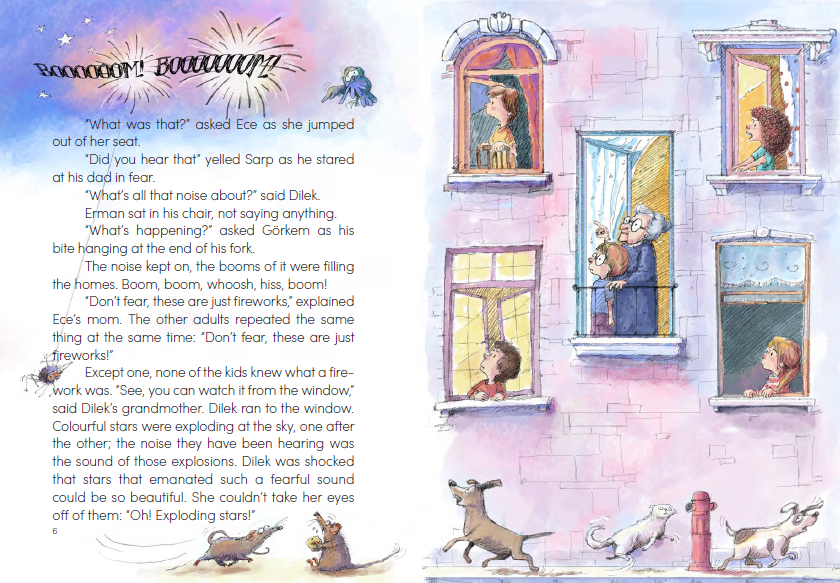 BOOOOOOOM! BOOOOOOOM!
"What was that?" asked Ece as she jumped
out of her seat.
"Did you hear that" yelled Sarp as he stared
at his dad in fear.
"What's all that noise about?" said Dilek.
Erman sat in his chair, not saying anything.
"What's happening?" asked Görkem as his
bite hanging at the end of his fork.
The noise kept on, the booms of it were filling
the homes. Boom, boom, whoosh, hiss, boom!
"Don't fear, these are just fireworks," explained
Ece's mom. The other adults repeated the same
thing at the same time: "Don't fear, these are just
fireworks!"
Except one, none of the kids knew what a fire-
work was. "See, you can watch it from the window,"
said Dilek's grandmother. Dilek ran to the window.
Colourful stars were exploding at the sky, one after
the other; the noise they have been hearing was
the sound of those explosions. Dilek was shocked
that stars that emanated such a fearful sound
could be so beautiful. She couldn't take her eyes
off of them: "Oh! Exploding stars!"
6